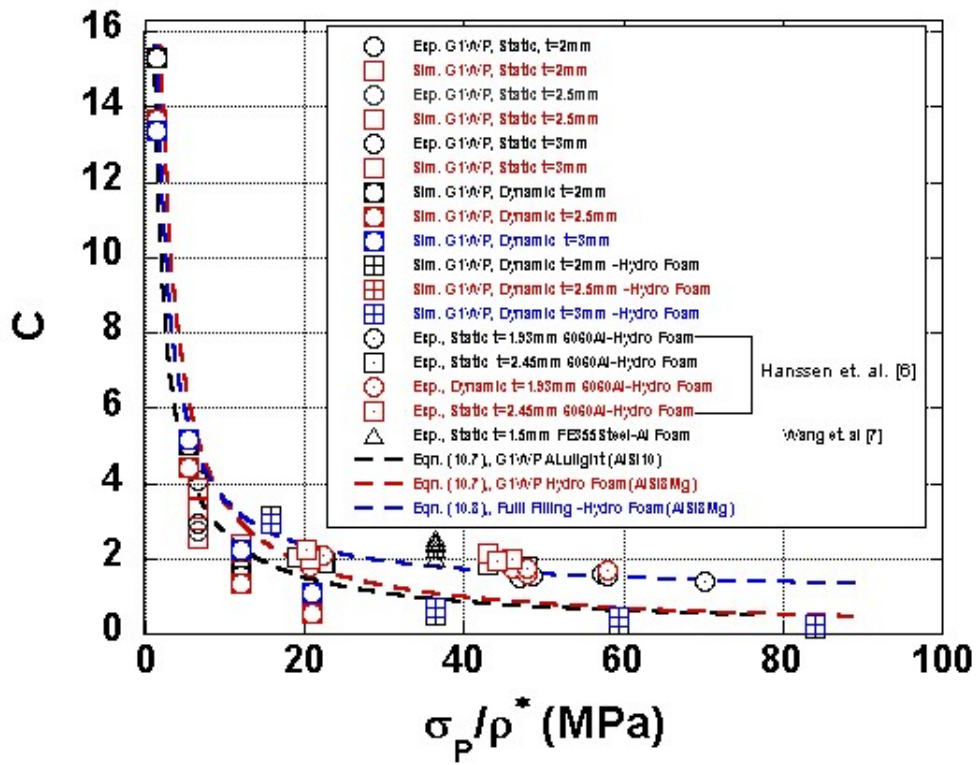 16
14
12
10
8
6
4
2
0
C
0 20 40 60 80 100
σP/ρ* (MPa)
Exp. G1WP, Static, t=2mm
Sim. G1WP, Static t=2mm
Exp. G1WP, Static t=2.5mm
Sim. G1WP, Static t=2.5mm
Exp. G1WP, Static t=3mm
Sim. G1WP, Static t=3mm
Sim. G1WP, Dynamic t=2mm
Sim. G1WP, Dynamic t=2.5mm
Sim. G1WP, Dynamic t=3mm
Sim. G1WP, Dynamic t=2mm -Hydro Foam
Sim. G1WP, Dynamic t=2.5mm -Hydro Foam
Sim. G1WP, Dynamic t=3mm -Hydro Foam
Exp., Static t=1.93mm 6060Al-Hydro Foam
Exp., Static t=2.45mm 6060Al-Hydro Foam
Exp., Dynamic t=1.93mm 6060Al-Hydro Foam
Exp., Static t=2.45mm 6060Al-Hydro Foam
Hanssen et. al. [6]
Exp., Static t=1.5mm FE355Steel-Al Foam
Wang et al [7]
Eqn. (10.7), G1WP ALulight (AlSi10)
Eqn. (10.7), G1WP Hydro Foam (AlSi8Mg)
Eqn. (10.8), Full Filling -Hydro Foam (AlSi8Mg)